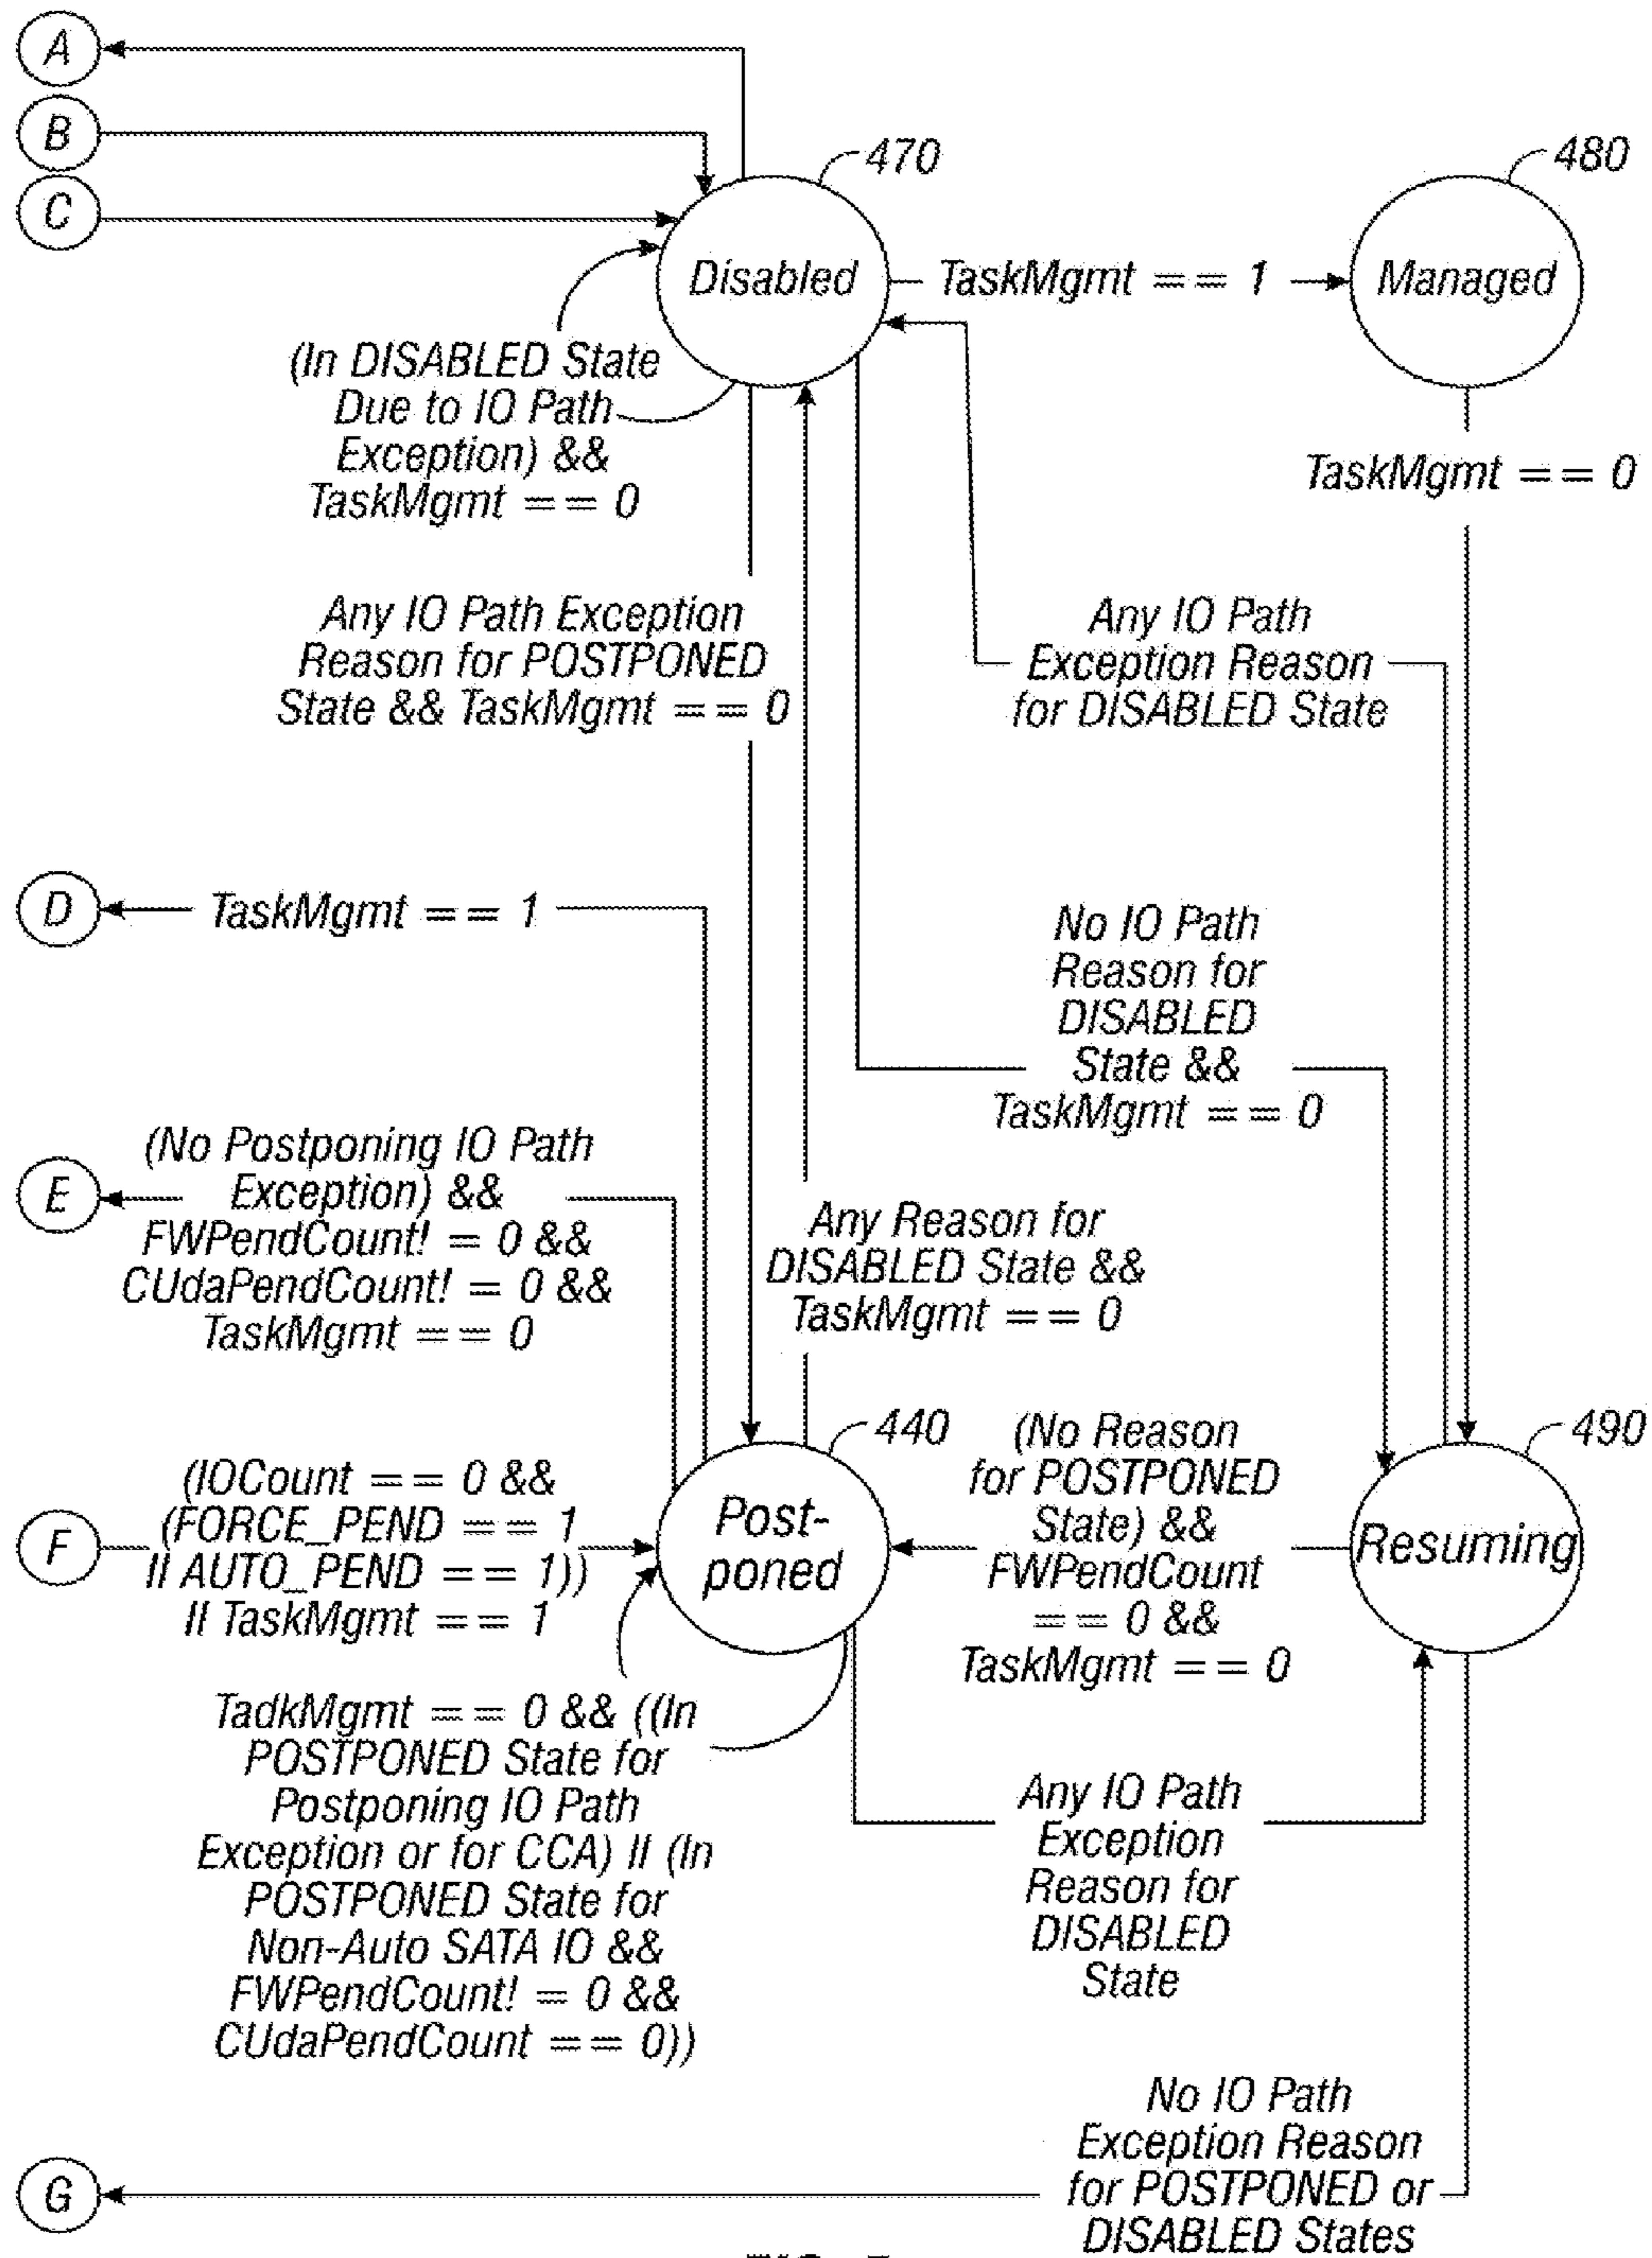 A
B
C
470
480
Disabled
TaskMgmt == 1
Managed
(In DISABLED State
Due to IO Path
Exception) &&
TaskMgmt == 0
TaskMgmt == 0
Any IO Path Exception
Reason for POSTPONED
State && TaskMgmt == 0
Any IO Path
Exception Reason
for DISABLED State
D
TaskMgmt == 1
No IO Path
Reason for
DISABLED
State &&
TaskMgmt == 0
E
(No Postponing IO Path
Exception) &&
FWPendCount! = 0 &&
CUdaPendCount! = 0 &&
TaskMgmt == 0
Any Reason for
DISABLED State &&
TaskMgmt == 0
440
490
F
(IOCount == 0 &&
(FORCE_PEND == 1
II AUTO_PEND == 1))
II TaskMgmt == 1
Post-
poned
(No Reason
for POSTPONED
State) &&
FWPendCount
== 0 &&
TaskMgmt == 0
Resuming
TadkMgmt == 0 && ((In
POSTPONED State for
Postponing IO Path
Exception or for CCA) II (In
POSTPONED State for
Non-Auto SATA IO &&
FWPendCount! = 0 &&
CUdaPendCount == 0))
Any IO Path
Exception
Reason for
DISABLED
State
G
No IO Path
Exception Reason
for POSTPONED or
DISABLED States